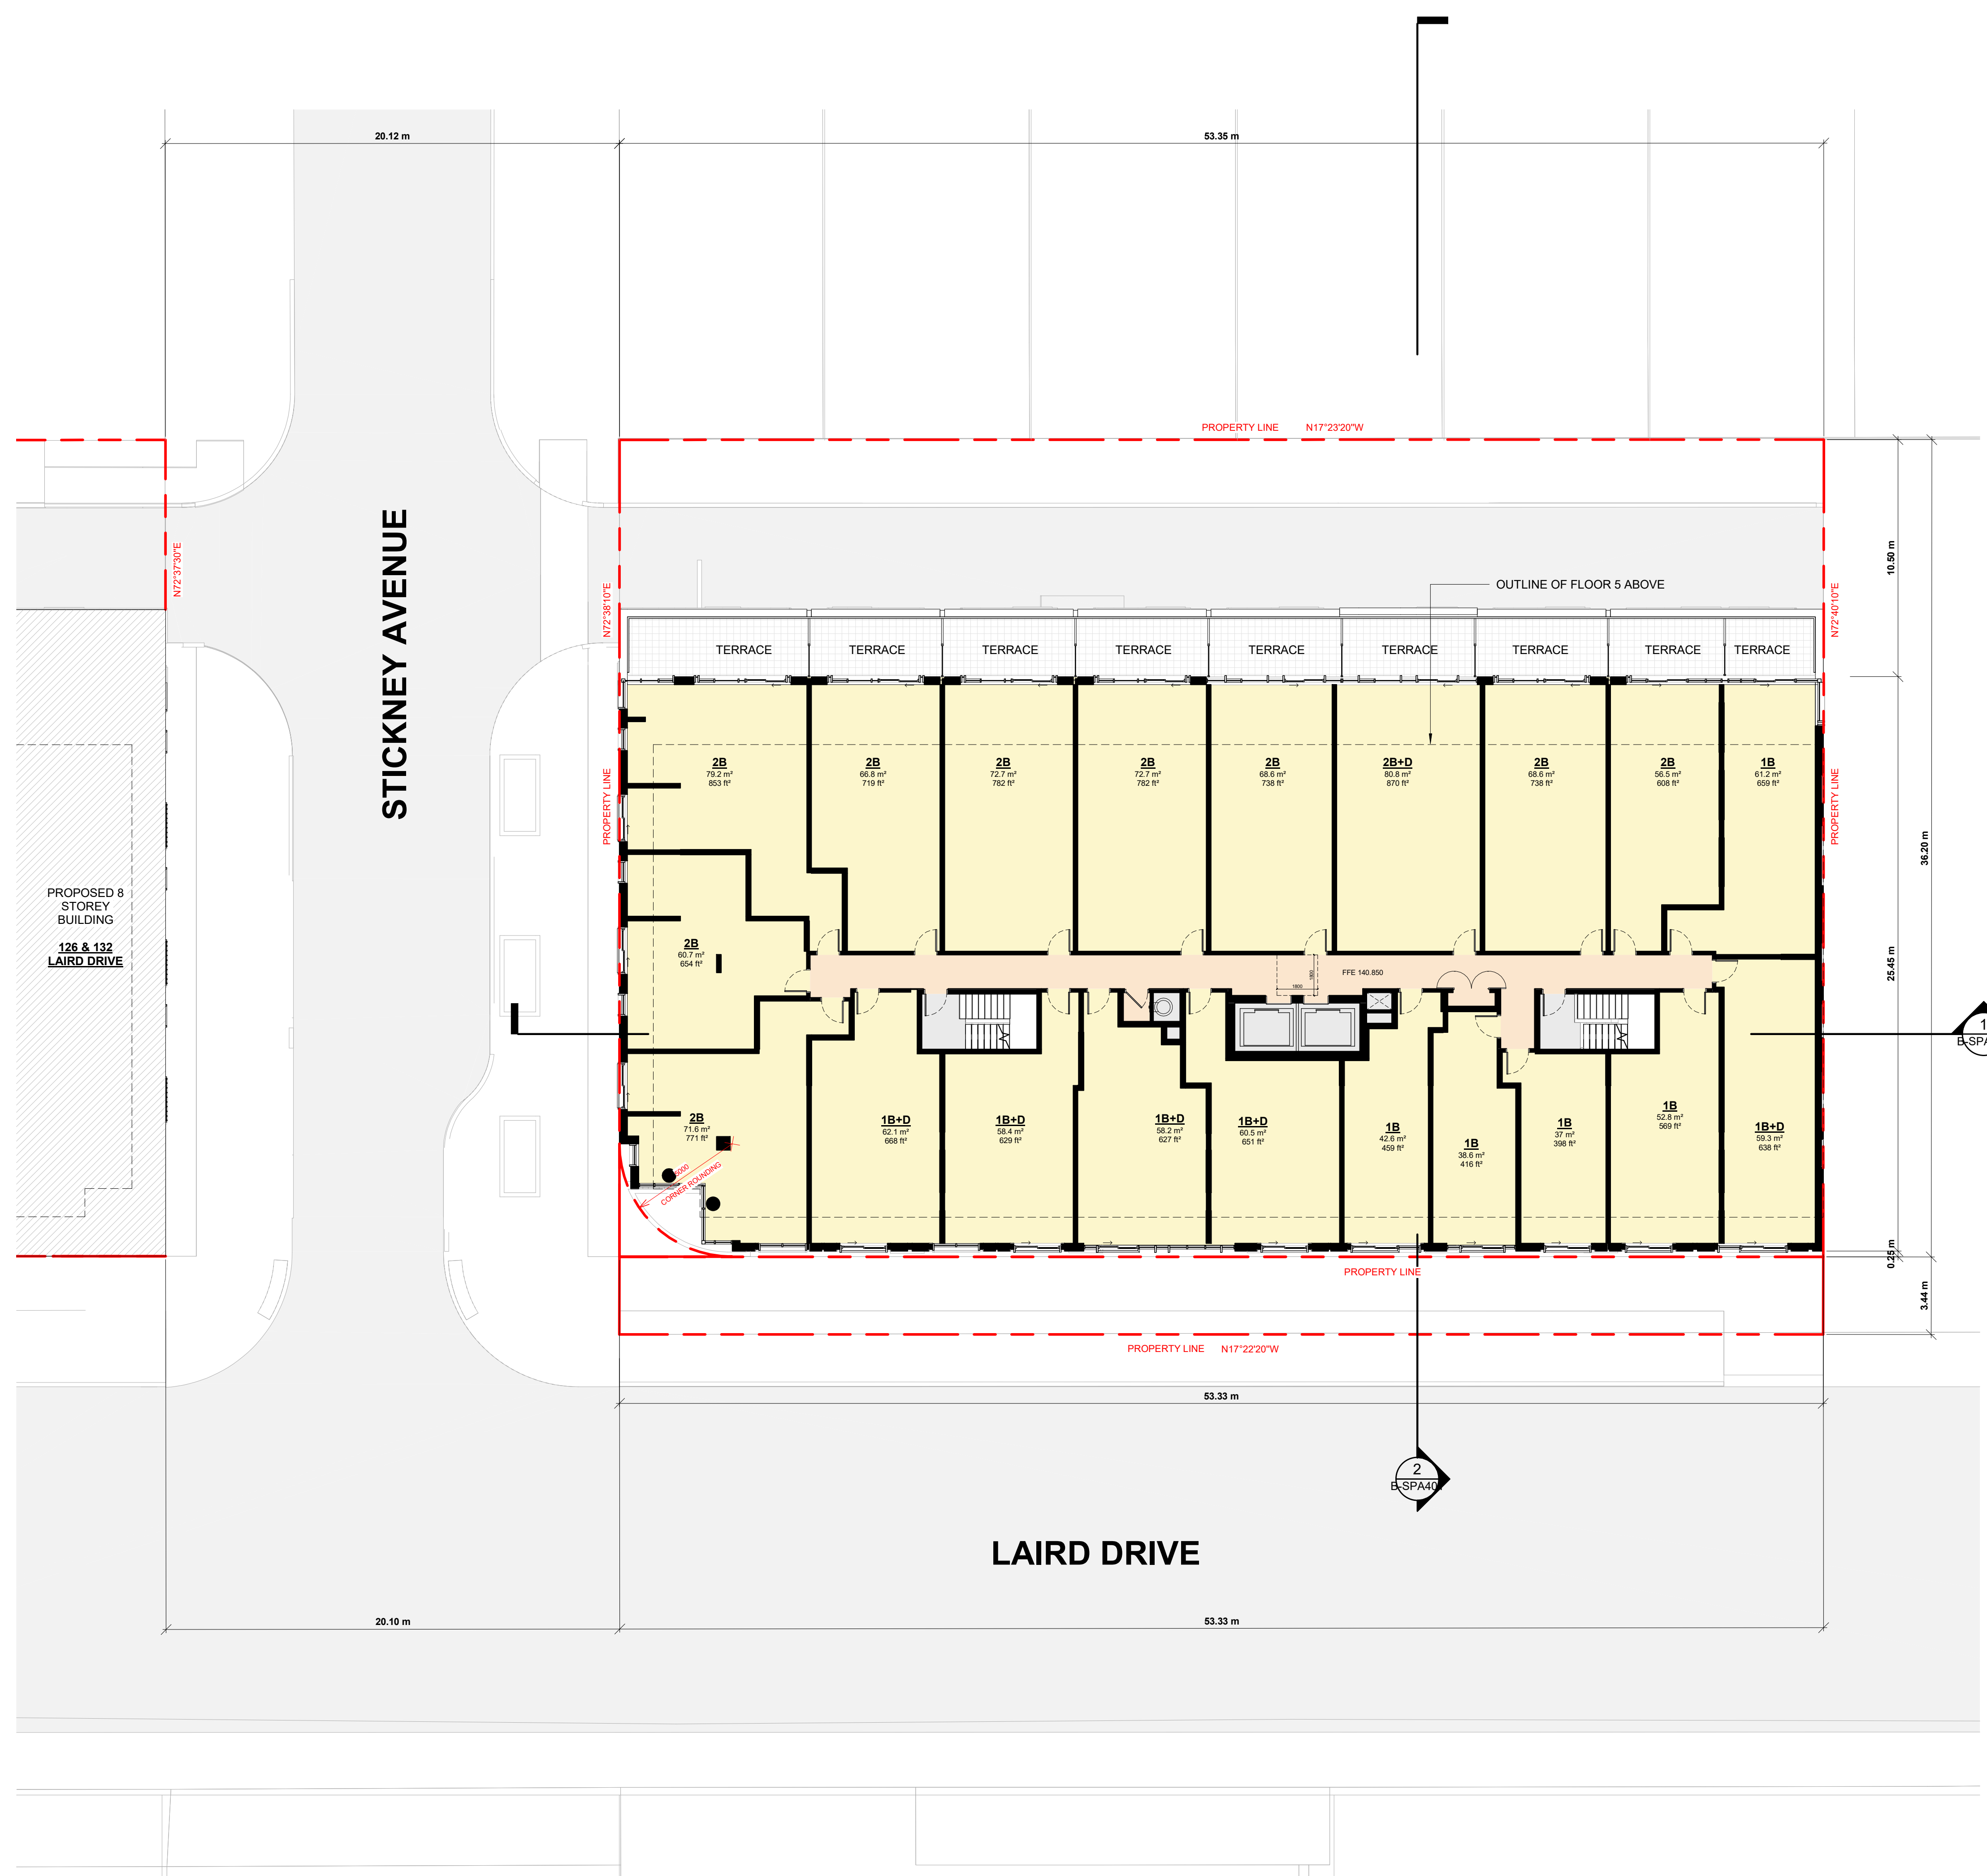 20.12 m
53.35 m
PROPERTY LINE N17°23'20"W
STICKNEY AVENUE
N72°37'30"E
N72°38'10"E
N72°40'10"E
10.50 m
OUTLINE OF FLOOR 5 ABOVE
TERRACE
TERRACE
TERRACE
TERRACE
TERRACE
TERRACE
TERRACE
TERRACE
TERRACE
PROPERTY LINE
PROPERTY LINE
2B
79.2 m²
853 ft²
2B
66.8 m²
719 ft²
2B
72.7 m²
782 ft²
2B
72.7 m²
782 ft²
2B
68.6 m²
738 ft²
2B+D
80.8 m²
870 ft²
2B
68.6 m²
738 ft²
2B
56.5 m²
608 ft²
1B
61.2 m²
659 ft²
36.20 m
25.45 m
PROPOSED 8
STOREY
BUILDING
126 & 132
LAIRD DRIVE
2B
60.7 m²
654 ft²
1800
1800
FFE 140.850
1
B-SPA
2B
71.6 m²
771 ft²
1B+D
62.1 m²
668 ft²
1B+D
58.4 m²
629 ft²
1B+D
58.2 m²
627 ft²
1B+D
60.5 m²
651 ft²
1B
42.6 m²
459 ft²
1B
38.6 m²
416 ft²
1B
37 m²
398 ft²
1B
52.8 m²
569 ft²
1B+D
59.3 m²
638 ft²
CORNER ROUNDING
0.25 m
3.44 m
PROPERTY LINE
PROPERTY LINE N17°22'20"W
53.33 m
2
B-SPA40
LAIRD DRIVE
20.10 m
53.33 m